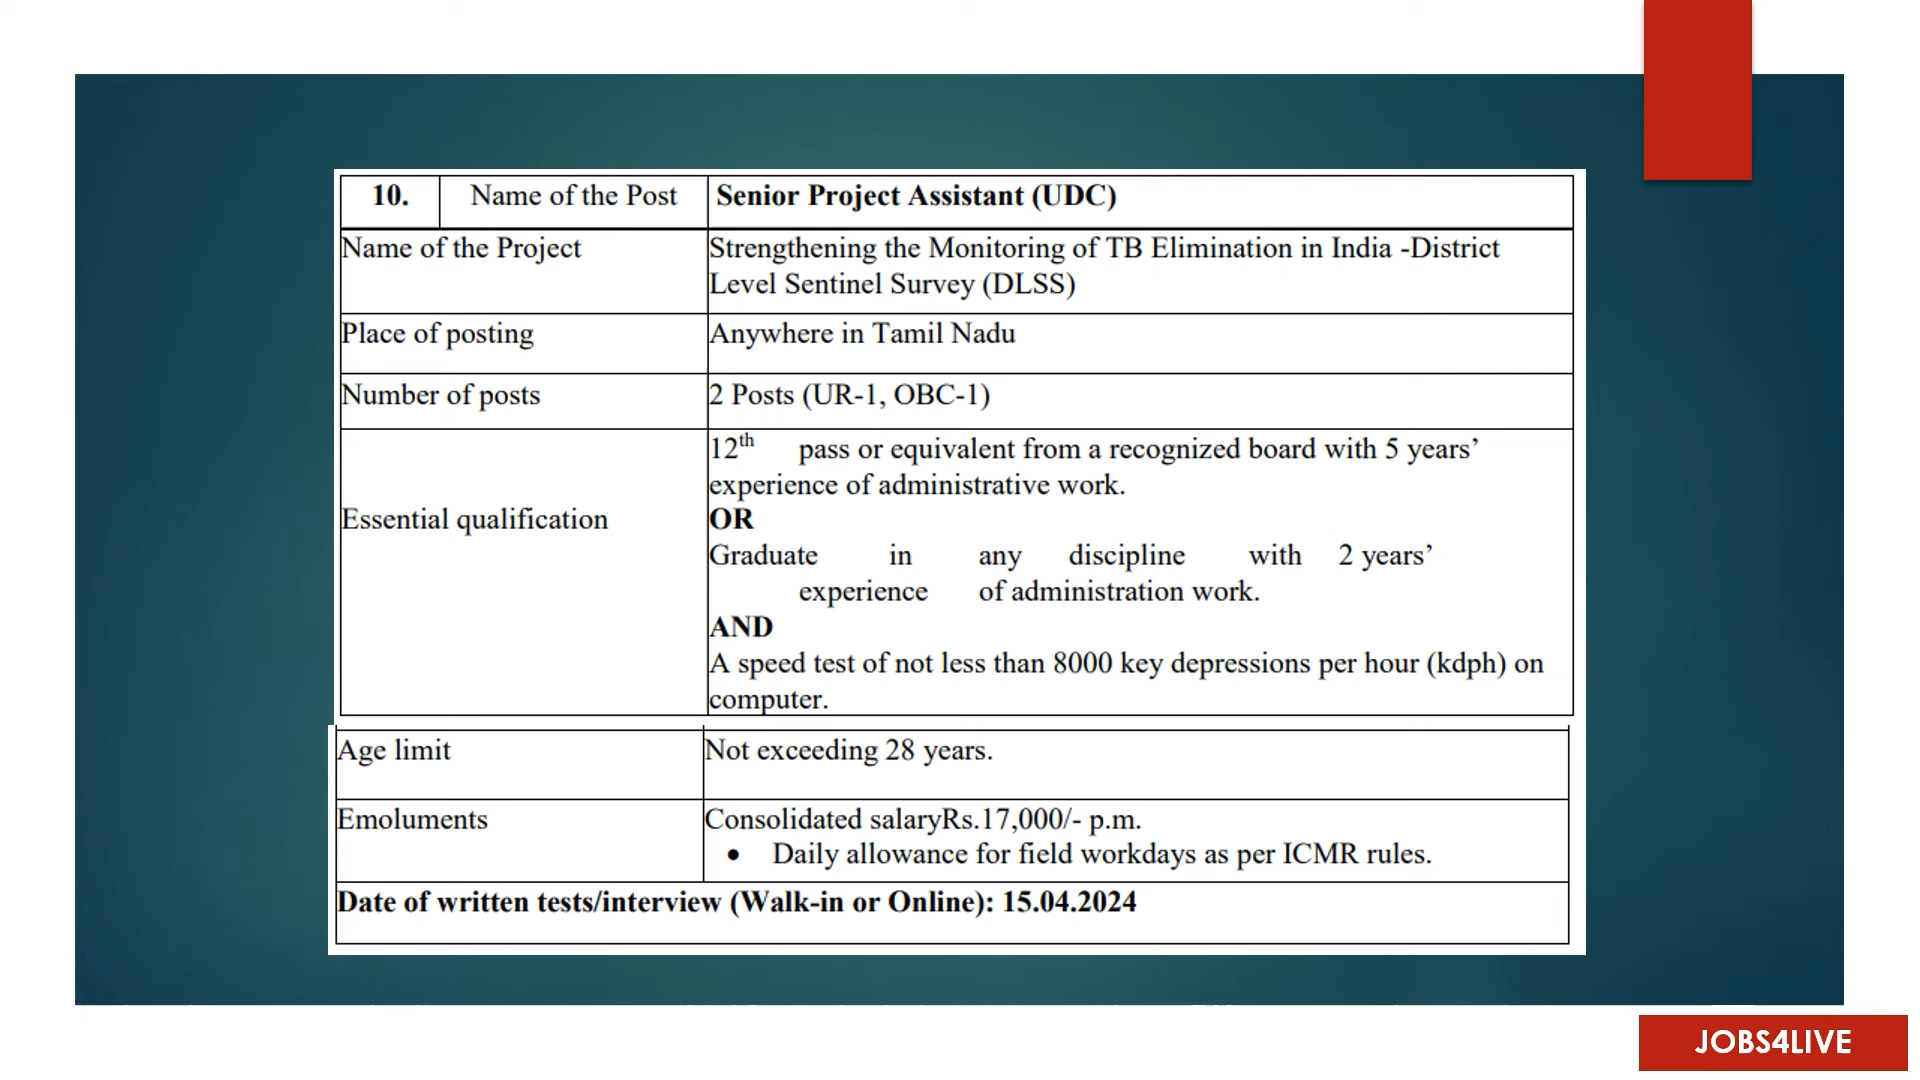 10. Name of the Post Senior Project Assistant (UDC)
Name of the Project Strengthening the Monitoring of TB Elimination in India -District
Level Sentinel Survey (DLSS)
Place of posting Anywhere in Tamil Nadu
Number of posts 2 Posts (UR-1, OBC-1)
12th pass or equivalent from a recognized board with 5 years’
experience of administrative work.
Essential qualification OR
Graduate in any discipline with 2 years’
experience of administration work.
AND
A speed test of not less than 8000 key depressions per hour (kdph) on
computer.
Age limit Not exceeding 28 years.
Emoluments Consolidated salaryRs.17,000/- p.m.
• Daily allowance for field workdays as per ICMR rules.
Date of written tests/interview (Walk-in or Online): 15.04.2024
JOBS4LIVE